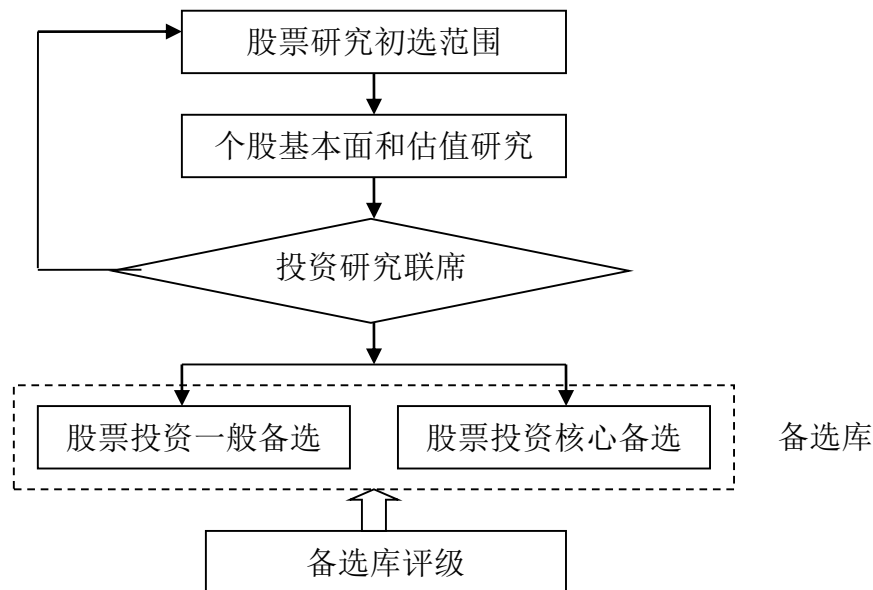 股票研究初选范围
个股基本面和估值研究
投资研究联席
股票投资一般备选
股票投资核心备选
备选库
备选库评级